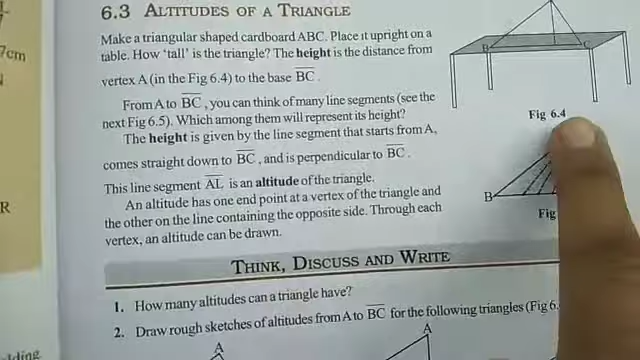 7cm
R
lding
6.3 ALTITUDES OF A TRIANGLE
Make a triangular shaped cardboard ABC. Place it upright on a
table. How 'tall' is the triangle? The height is the distance from
vertex A (in the Fig 6.4) to the base BC.
From A to BC, you can think of many line segments (see the
next Fig 6.5). Which among them will represent its height?
The height is given by the line segment that starts from A,
comes straight down to BC, and is perpendicular to BC.
This line segment AL is an altitude of the triangle.
An altitude has one end point at a vertex of the triangle and
the other on the line containing the opposite side. Through each
vertex, an altitude can be drawn.
B C
Fig 6.4
B
Fig
THINK, DISCUSS AND WRITE
1. How many altitudes can a triangle have?
2. Draw rough sketches of altitudes from A to BC for the following triangles (Fig 6.
A A